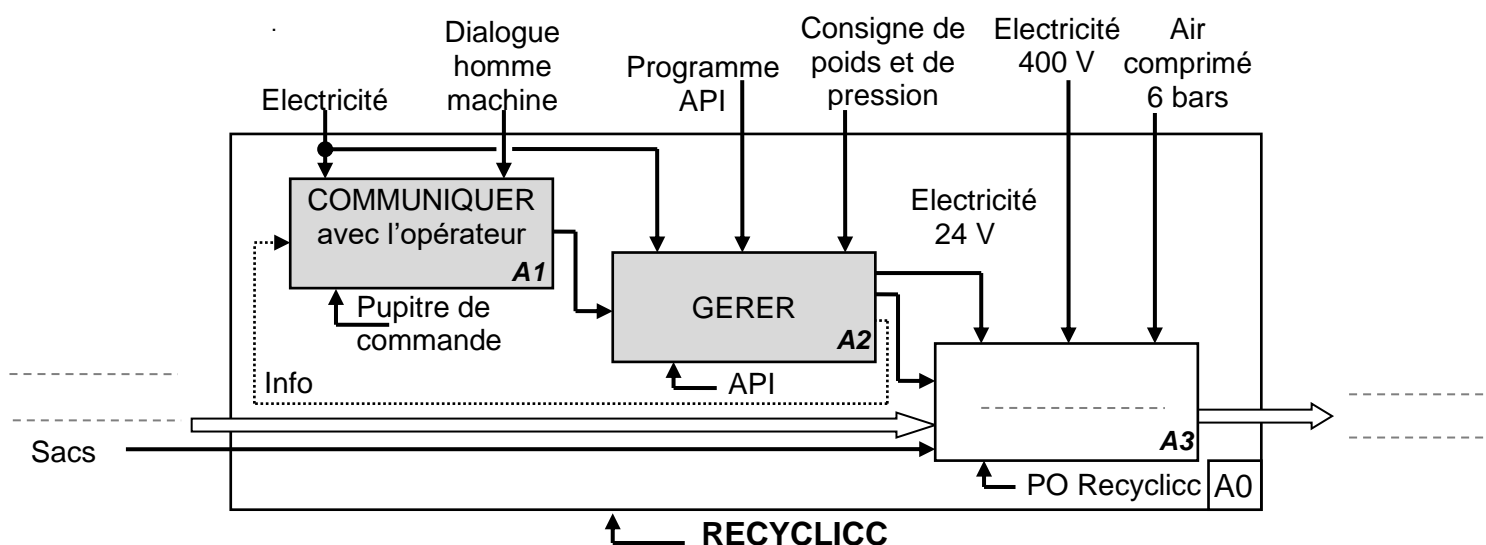 Dialogue
homme
machine
Consigne de
poids et de
pression
Electricité
400 V
Air
comprimé
6 bars
Programme
API
Electricité
COMMUNIQUER
avec l'opérateur
A1
Electricité
24 V
Pupitre de
commande
GERER
A2
Info
API
A3
Sacs
PO Recyclicc
A0
RECYCLICC